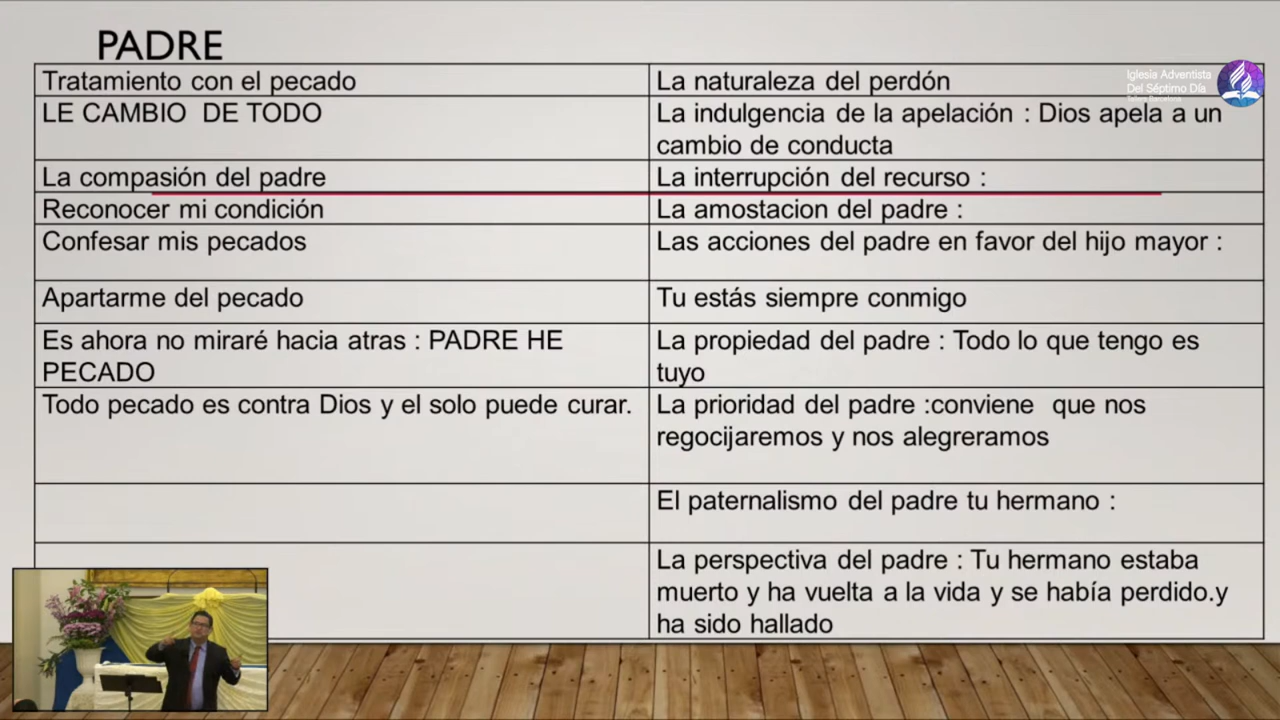 PADRE
Tratamiento con el pecado
La naturaleza del perdón
LE CAMBIO DE TODO
La indulgencia de la apelación : Dios apela a un
cambio de conducta
La compasión del padre
La interrupción del recurso :
Reconocer mi condición
La amostacion del padre :
Confesar mis pecados
Las acciones del padre en favor del hijo mayor :
Apartarme del pecado
Tu estás siempre conmigo
Es ahora no miraré hacia atras : PADRE HE
PECADO
La propiedad del padre : Todo lo que tengo es
tuyo
Todo pecado es contra Dios y el solo puede curar.
La prioridad del padre :conviene que nos
regocijaremos y nos alegreramos
El paternalismo del padre tu hermano :
La perspectiva del padre : Tu hermano estaba
muerto y ha vuelta a la vida y se había perdido.y
ha sido hallado
Iglesia Adventista
Del Séptimo Día